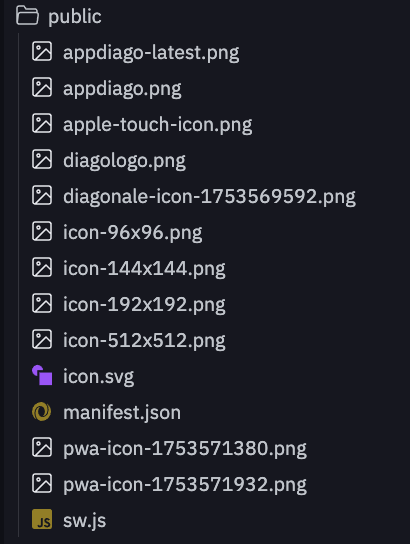 public
appdiago-latest.png
appdiago.png
apple-touch-icon.png
diagologo.png
diagonale-icon-1753569592.png
icon-96x96.png
icon-144x144.png
icon-192x192.png
icon-512x512.png
icon.svg
manifest.json
pwa-icon-1753571380.png
pwa-icon-1753571932.png
JS sw.js